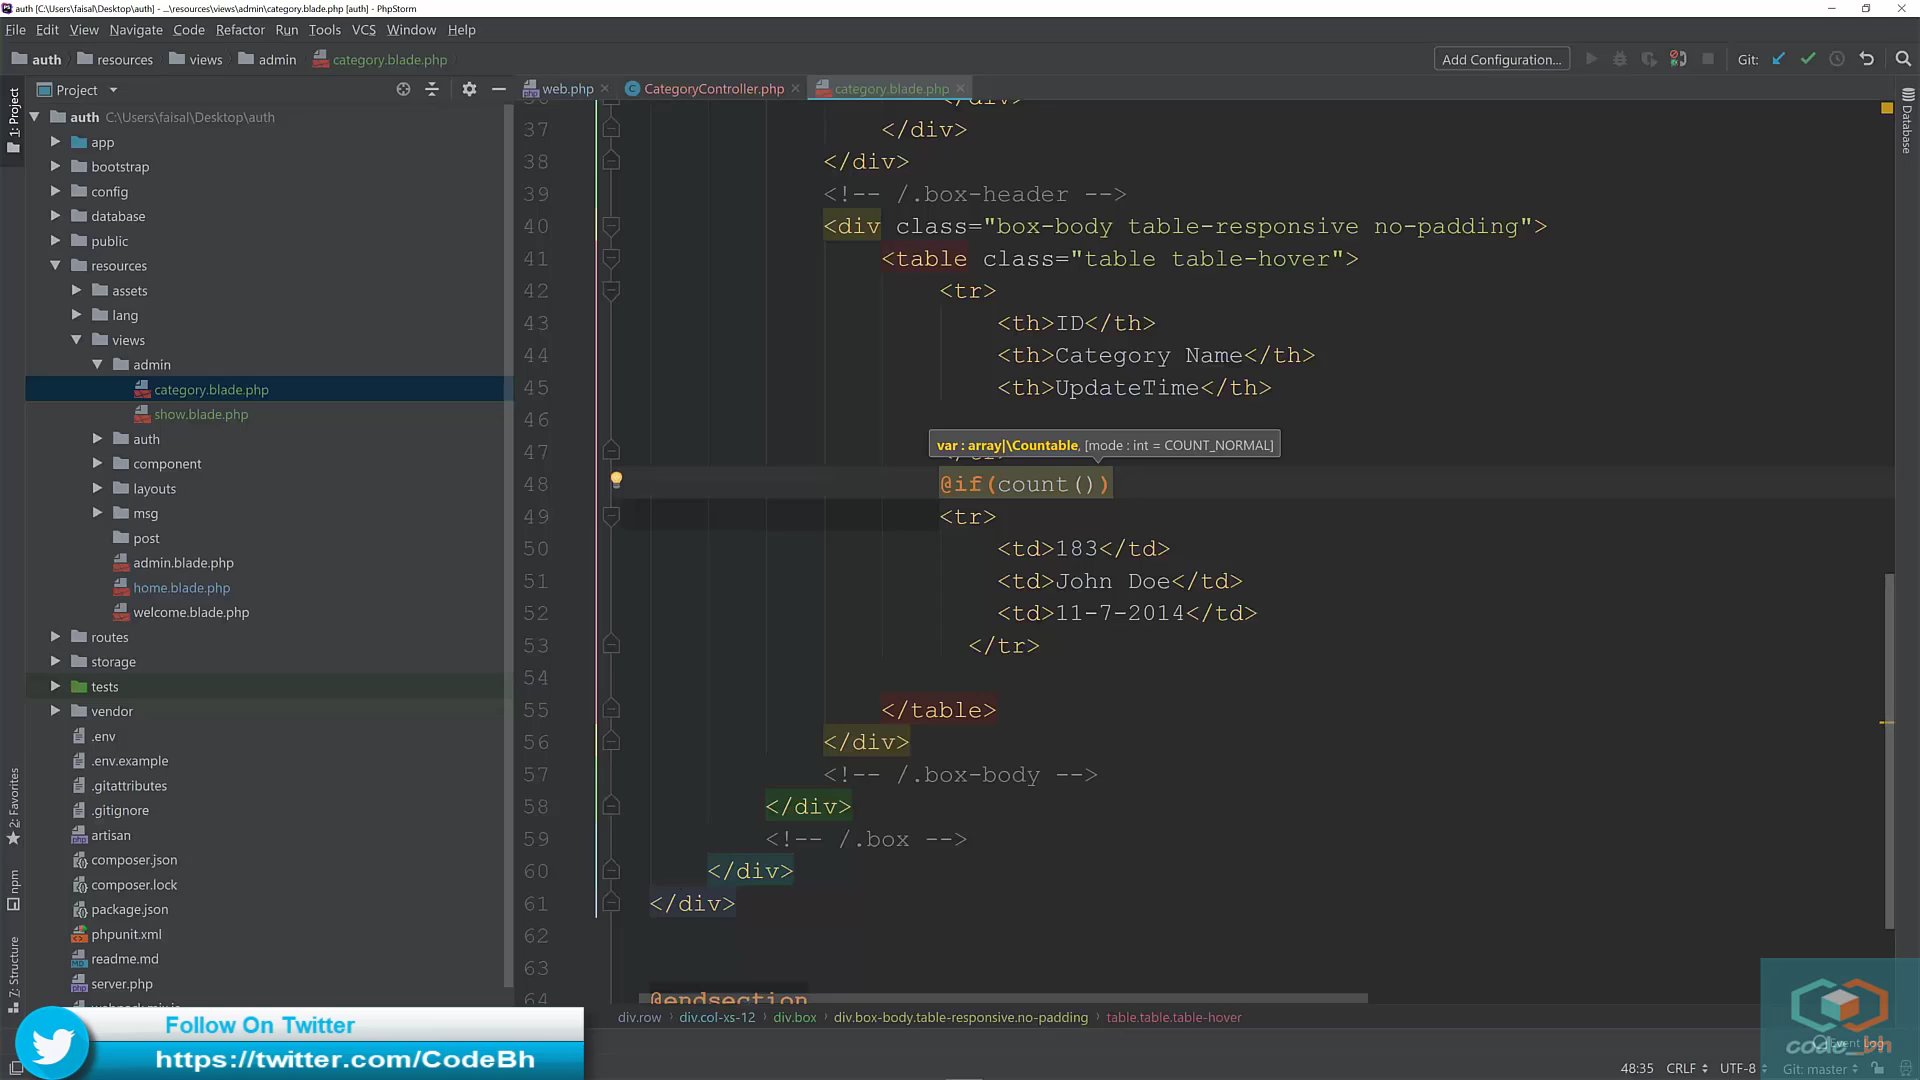 auth [C:\Users\faisal\Desktop\auth] - ...\resources\views\admin\category.blade.php [auth] - PhpStorm
File Edit View Navigate Code Refactor Run Tools VCS Window Help
auth resources views admin category.blade.php Add Configuration... Git:
Project web.php CategoryController.php category.blade.php
1: Project
Database
auth C:\Users\faisal\Desktop\auth
app
bootstrap
config
database
public
resources
assets
lang
views
admin
category.blade.php
show.blade.php
auth
component
layouts
msg
post
admin.blade.php
home.blade.php
welcome.blade.php
routes
storage
tests
vendor
.env
.env.example
.gitattributes
.gitignore
artisan
composer.json
composer.lock
package.json
phpunit.xml
readme.md
server.php
2: Favorites
npm
7: Structure
37 </div>
38 </div>
39 <!-- /.box-header -->
40 <div class="box-body table-responsive no-padding">
41 <table class="table table-hover">
42 <tr>
43 <th>ID</th>
44 <th>Category Name</th>
45 <th>UpdateTime</th>
46
var : array|\Countable, [mode : int = COUNT_NORMAL]
47
48 @if(count())
49 <tr>
50 <td>183</td>
51 <td>John Doe</td>
52 <td>11-7-2014</td>
53 </tr>
54
55 </table>
56 </div>
57 <!-- /.box-body -->
58 </div>
59 <!-- /.box -->
60 </div>
61 </div>
62
63
64 @endsection
div.row div.col-xs-12 div.box div.box-body.table-responsive.no-padding table.table.table-hover
Follow On Twitter
https://twitter.com/CodeBh
code_bh
Event Log
48:35 CRLF UTF-8 Git: master